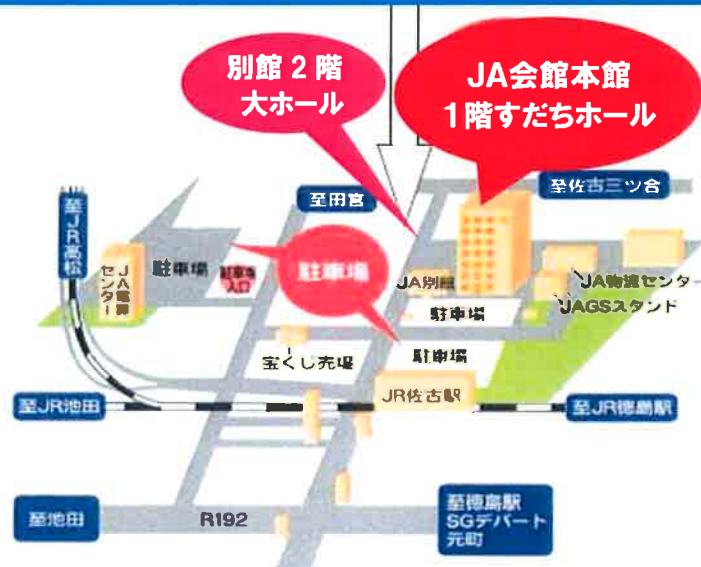 別館2階
大ホール
JA会館本館
1階すだちホール
至田宮
至佐古三ツ合
至JR高松
駐車場
駐車場
入口
駐車場
JA電算
センター
JA別館
JA物流センター
JAGSスタンド
駐車場
宝くじ売場
駐車場
JR佐古駅
至JR池田
至JR徳島駅
至池田
R192
至徳島駅
SGデパート
元町